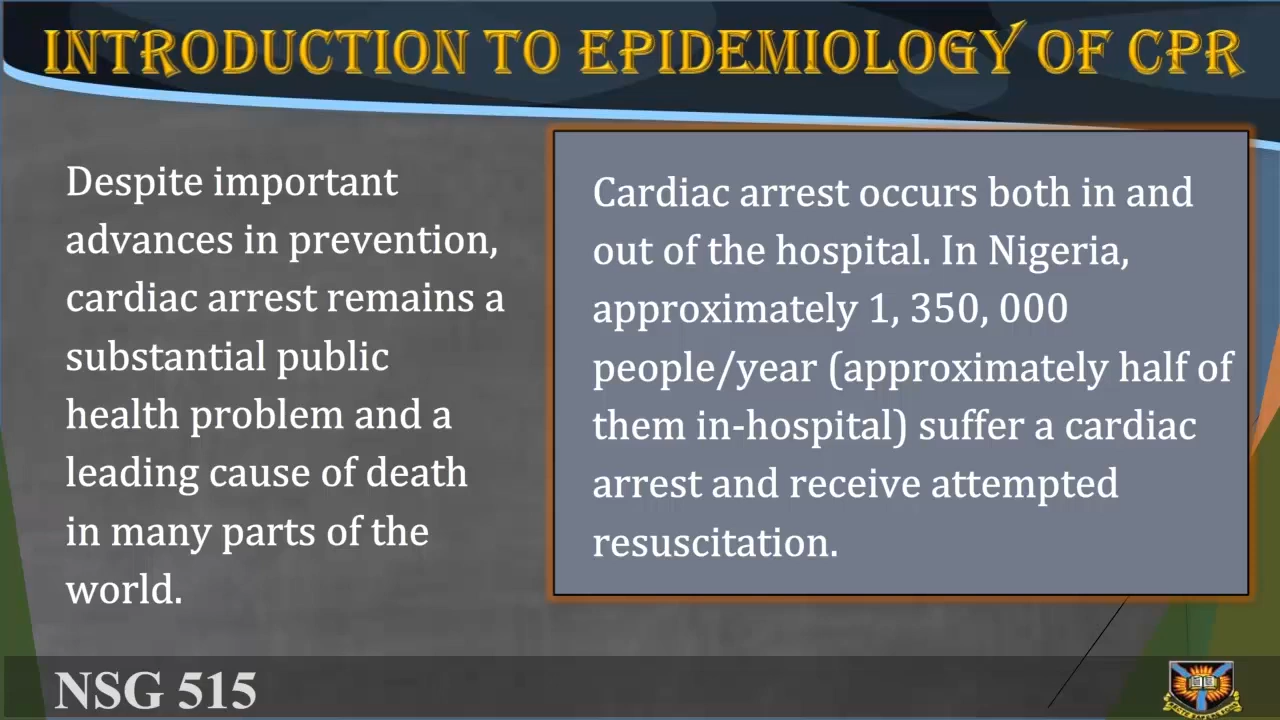 INTRODUCTION TO EPIDEMIOLOGY OF CPR
Despite important
advances in prevention,
cardiac arrest remains a
substantial public
health problem and a
leading cause of death
in many parts of the
world.
Cardiac arrest occurs both in and
out of the hospital. In Nigeria,
approximately 1, 350, 000
people/year (approximately half of
them in-hospital) suffer a cardiac
arrest and receive attempted
resuscitation.
NSG 515